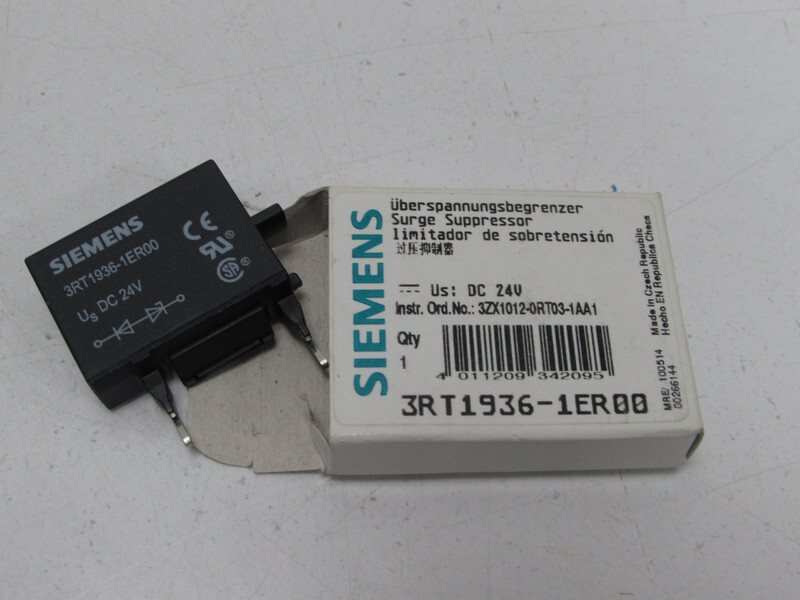 SIEMENS
3RT1936-1ER00
Us DC 24V
CE
SIEMENS
Überspannungsbegrenzer
Surge Suppressor
limitador de sobretensión
过压抑制器
Us: DC 24V
Instr. Ord.No.: 3ZX1012-0RT03-1AA1
Qty
1
4 011209 342095
3RT1936-1ER00
Made in Czech Republic
Hecho EN Republica Checa
MRE/ 100514
00266144